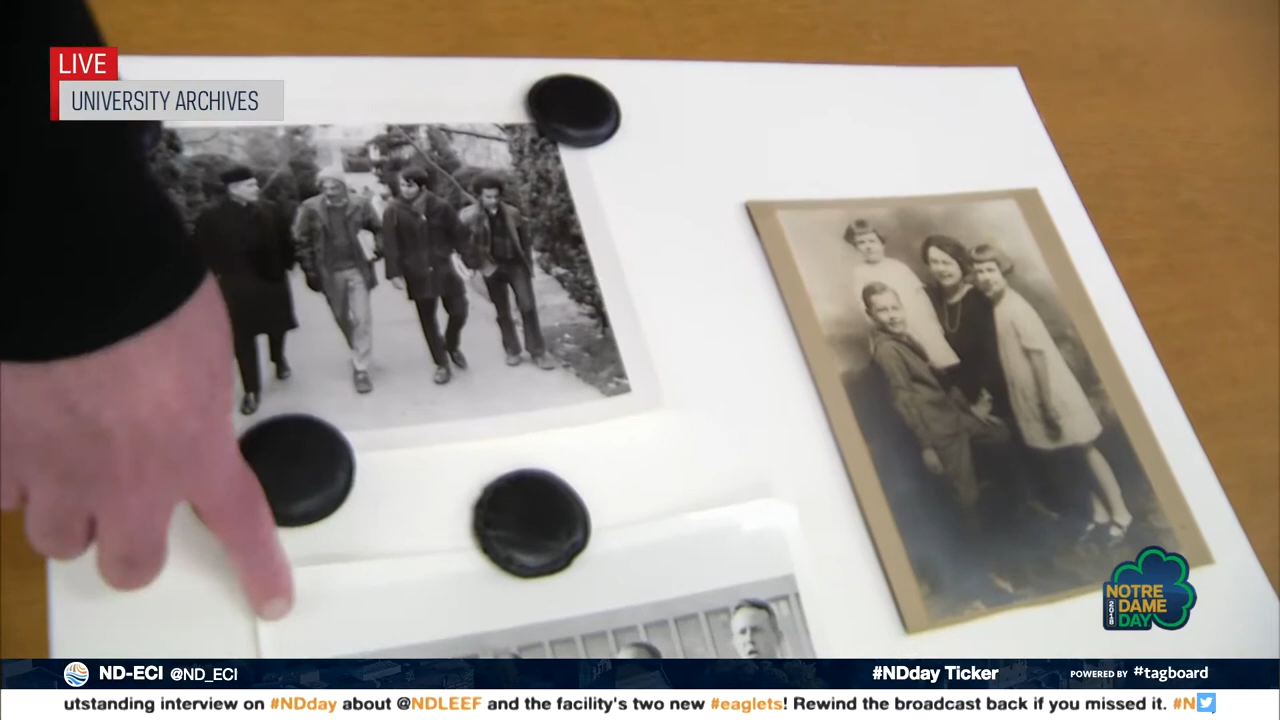 LIVE
UNIVERSITY ARCHIVES
NOTRE
DAME
DAY
2018
ND-ECI @ND_ECI
#NDday Ticker
POWERED BY #tagboard
utstanding interview on #NDday about @NDLEEF and the facility's two new #eaglets! Rewind the broadcast back if you missed it. #N